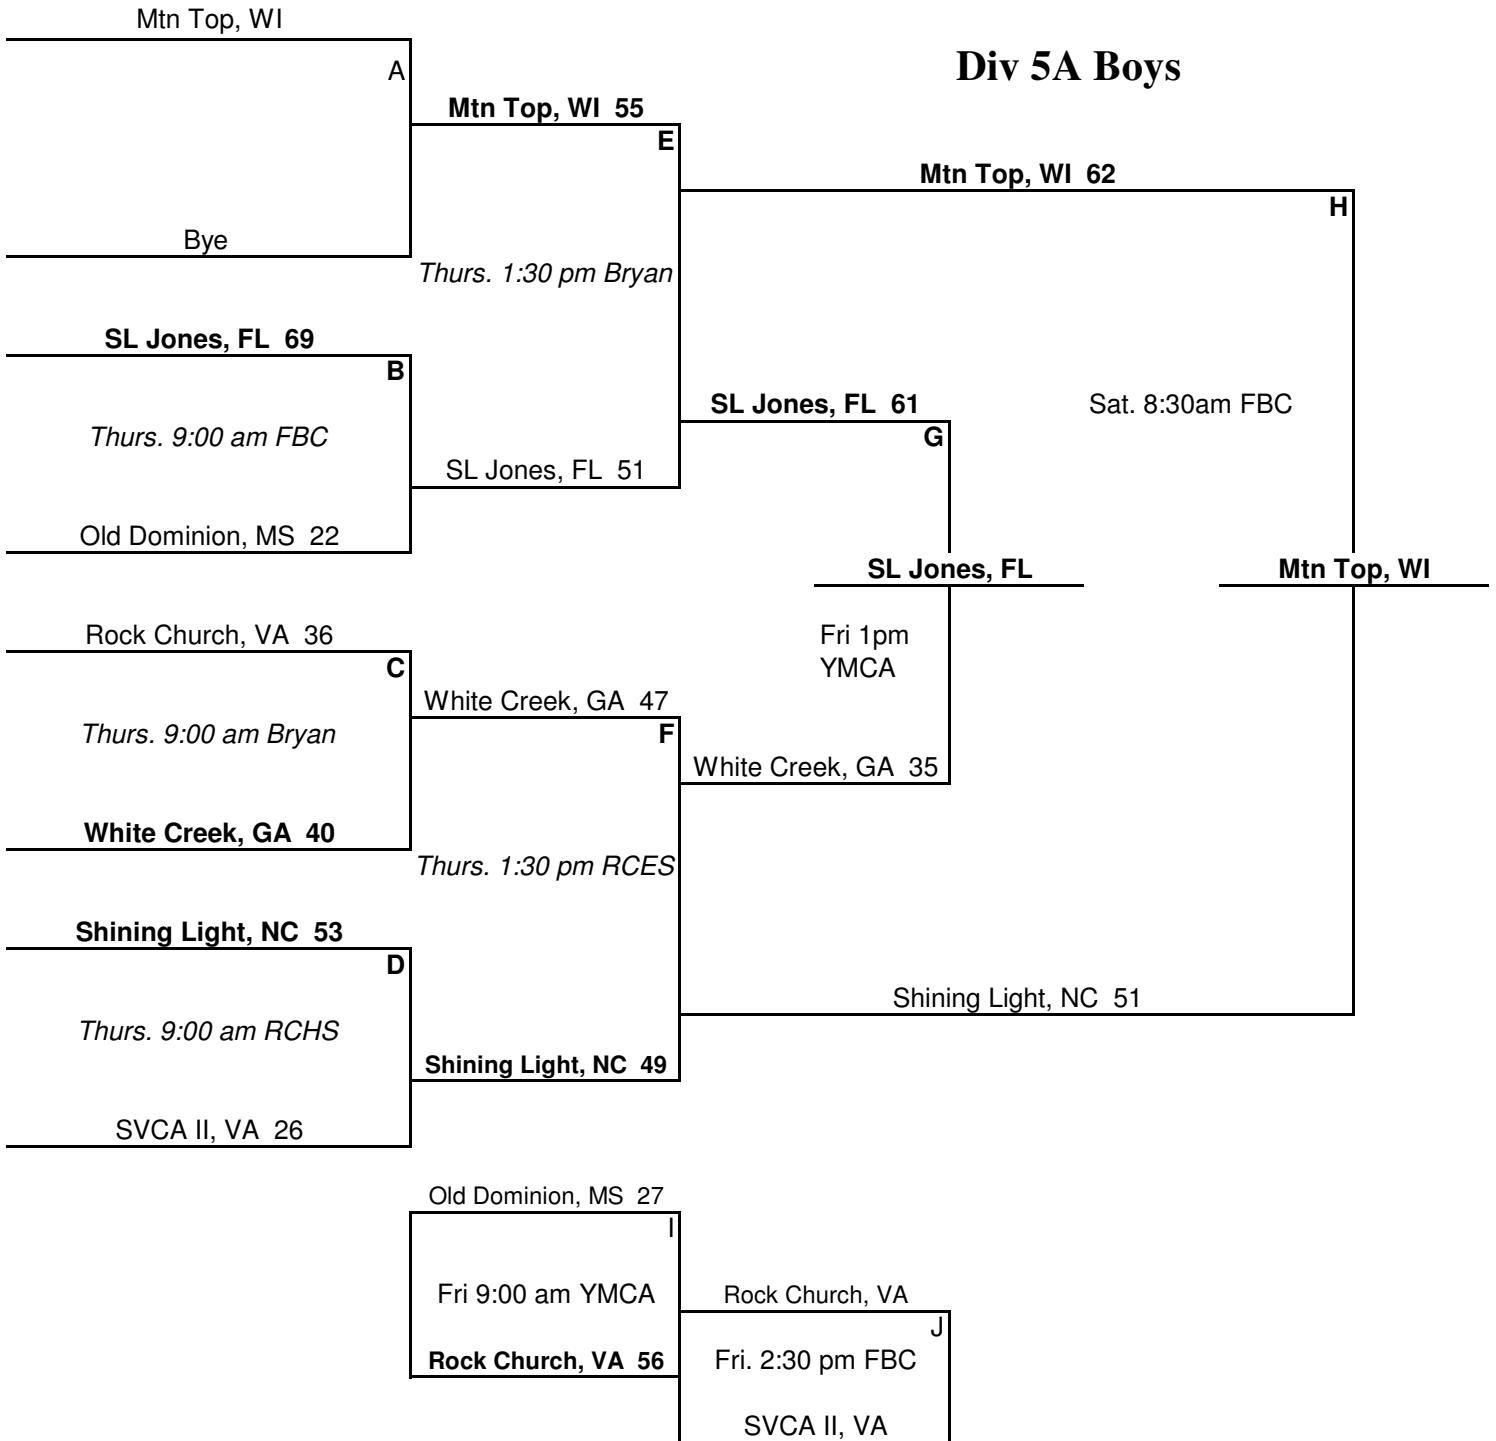 Mtn Top, WI
Div 5A Boys
A
Mtn Top, WI 55
E
Mtn Top, WI 62
H
Bye
Thurs. 1:30 pm Bryan
SL Jones, FL 69
B
SL Jones, FL 61
Sat. 8:30am FBC
G
Thurs. 9:00 am FBC
SL Jones, FL 51
Old Dominion, MS 22
SL Jones, FL
Mtn Top, WI
Rock Church, VA 36
Fri 1pm
YMCA
C
White Creek, GA 47
F
Thurs. 9:00 am Bryan
White Creek, GA 35
White Creek, GA 40
Thurs. 1:30 pm RCES
Shining Light, NC 53
D
Shining Light, NC 51
Thurs. 9:00 am RCHS
Shining Light, NC 49
SVCA II, VA 26
Old Dominion, MS 27
I
Fri 9:00 am YMCA
Rock Church, VA
J
Rock Church, VA 56
Fri. 2:30 pm FBC
SVCA II, VA